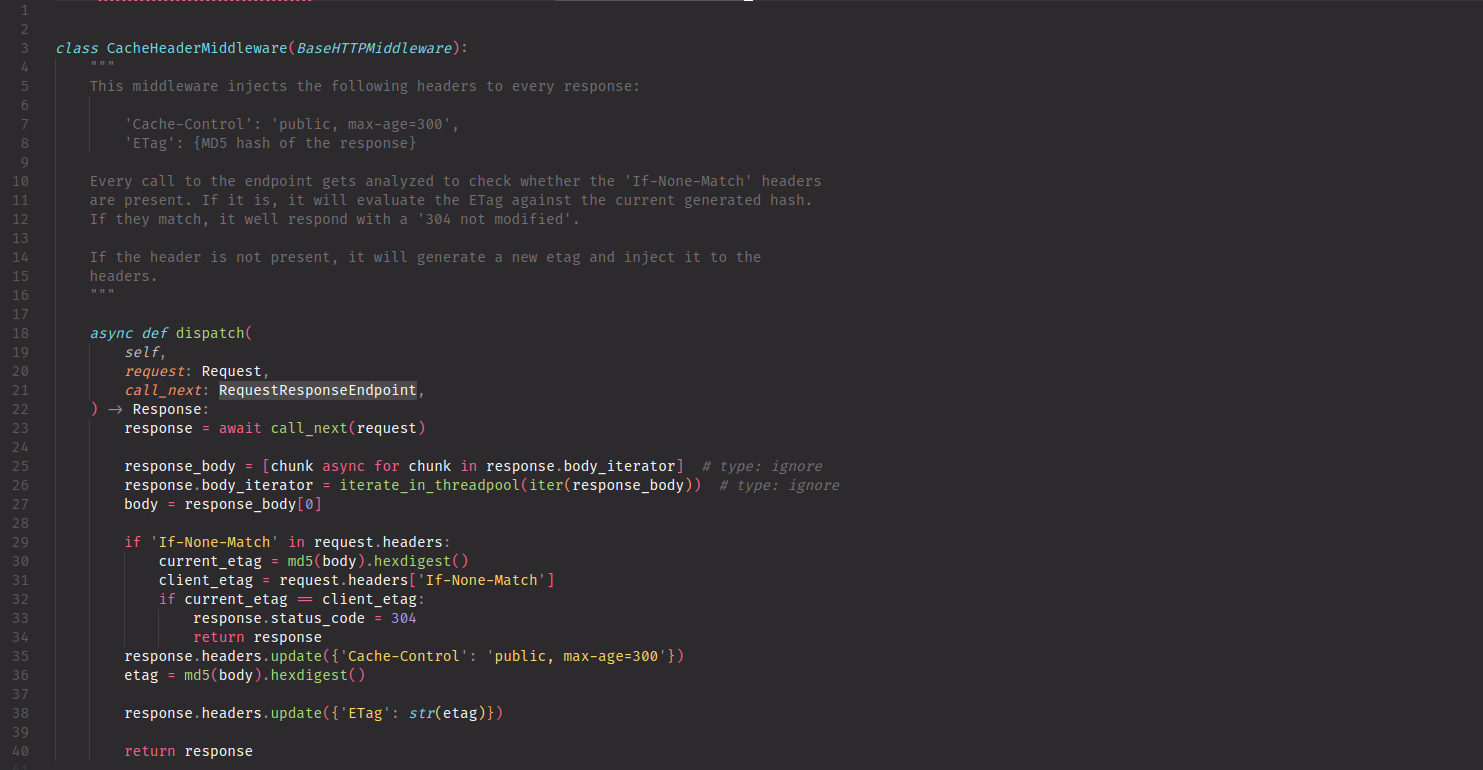 1
2
3 class CacheHeaderMiddleware(BaseHTTPMiddleware):
4     """
5     This middleware injects the following headers to every response:
6
7         'Cache-Control': 'public, max-age=300',
8         'ETag': {MD5 hash of the response}
9
10     Every call to the endpoint gets analyzed to check whether the 'If-None-Match' headers
11     are present. If it is, it will evaluate the ETag against the current generated hash.
12     If they match, it well respond with a '304 not modified'.
13
14     If the header is not present, it will generate a new etag and inject it to the
15     headers.
16     """
17
18     async def dispatch(
19         self,
20         request: Request,
21         call_next: RequestResponseEndpoint,
22     ) -> Response:
23         response = await call_next(request)
24
25         response_body = [chunk async for chunk in response.body_iterator]  # type: ignore
26         response.body_iterator = iterate_in_threadpool(iter(response_body))  # type: ignore
27         body = response_body[0]
28
29         if 'If-None-Match' in request.headers:
30             current_etag = md5(body).hexdigest()
31             client_etag = request.headers['If-None-Match']
32             if current_etag == client_etag:
33                 response.status_code = 304
34                 return response
35         response.headers.update({'Cache-Control': 'public, max-age=300'})
36         etag = md5(body).hexdigest()
37
38         response.headers.update({'ETag': str(etag)})
39
40         return response